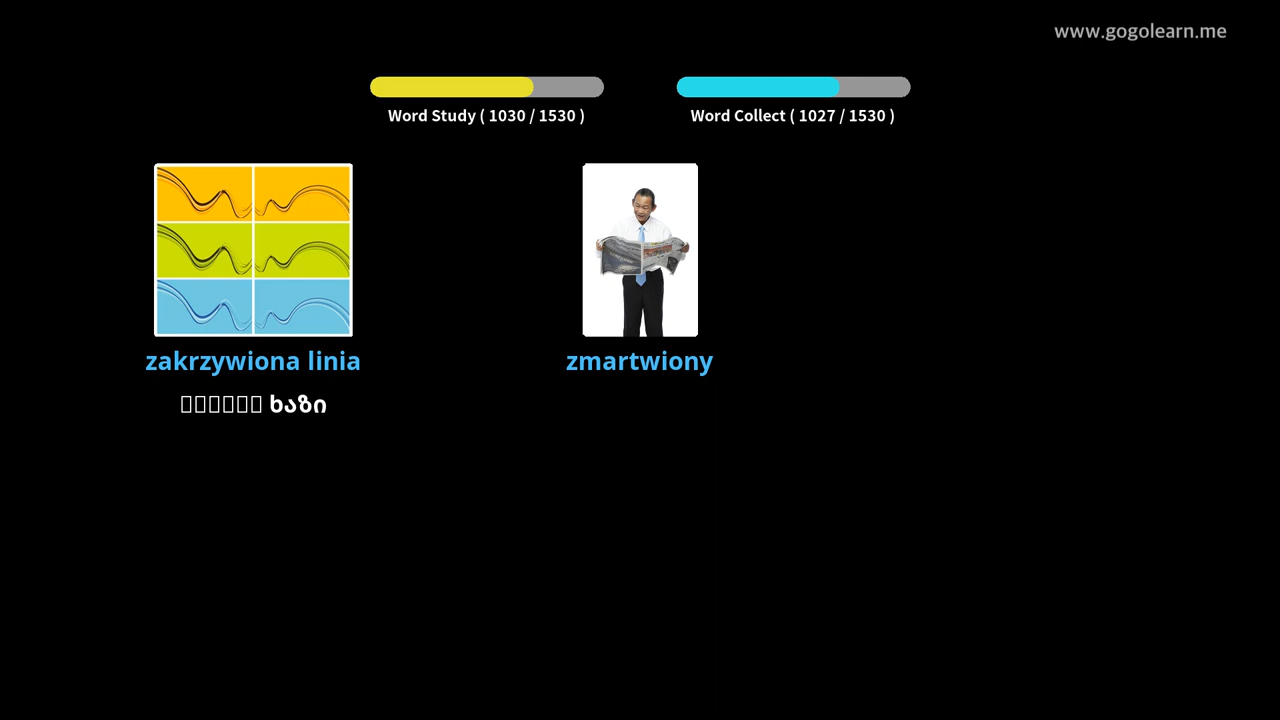 www.gogolearn.me
Word Study ( 1030 / 1530 )
Word Collect ( 1027 / 1530 )
zakrzywiona linia
zmartwiony
ხაზი